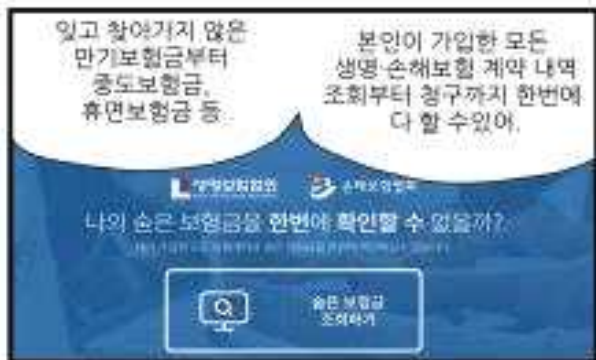 잊고 찾아가지 않은
만기보험금부터
중도보험금,
휴면보험금 등
본인이 가입한 모든
생명·손해보험 계약 내역
조회부터 청구까지 한번에
다 할 수있어.
생명보험협회 손해보험협회
나의 숨은 보험금을 한번에 확인할 수 없을까?
숨은 보험금
조회하기